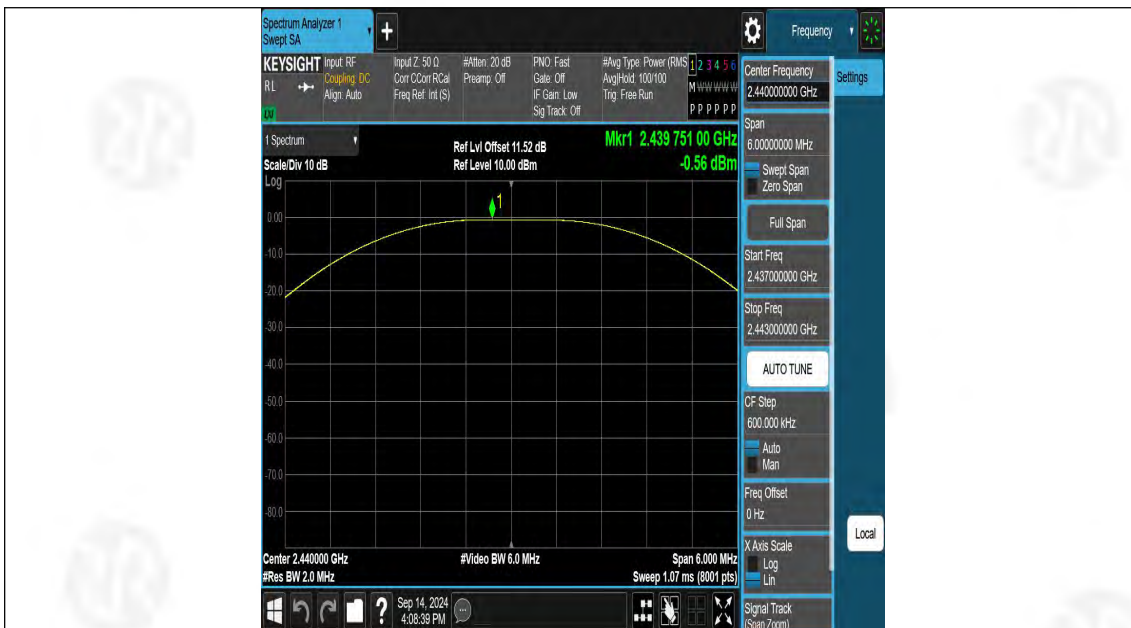 Spectrum Analyzer 1
Swept SA
+
Frequency
KEYSIGHT
RL
Input: RF
Coupling: DC
Align: Auto
Input Z: 50 Ω
Corr CCorr RCal
Freq Ref: Int (S)
#Atten: 20 dB
Preamp: Off
PNO: Fast
Gate: Off
IF Gain: Low
Sig Track: Off
#Avg Type: Power (RMS
Avg|Hold: 100/100
Trig: Free Run
1 2 3 4 5 6
M W W W W W
P P P P P P
Center Frequency
2.440000000 GHz
Settings
Span
6.00000000 MHz
Swept Span
Zero Span
Full Span
Start Freq
2.437000000 GHz
Stop Freq
2.443000000 GHz
AUTO TUNE
CF Step
600.000 kHz
Auto
Man
Freq Offset
0 Hz
X Axis Scale
Log
Lin
Signal Track
(Span Zoom)
Local
1 Spectrum
Scale/Div 10 dB
Log
Ref Lvl Offset 11.52 dB
Ref Level 10.00 dBm
Mkr1 2.439 751 00 GHz
-0.56 dBm
1
0.00
-10.0
-20.0
-30.0
-40.0
-50.0
-60.0
-70.0
-80.0
Center 2.440000 GHz
#Res BW 2.0 MHz
#Video BW 6.0 MHz
Span 6.000 MHz
Sweep 1.07 ms (8001 pts)
?
Sep 14, 2024
4:08:39 PM